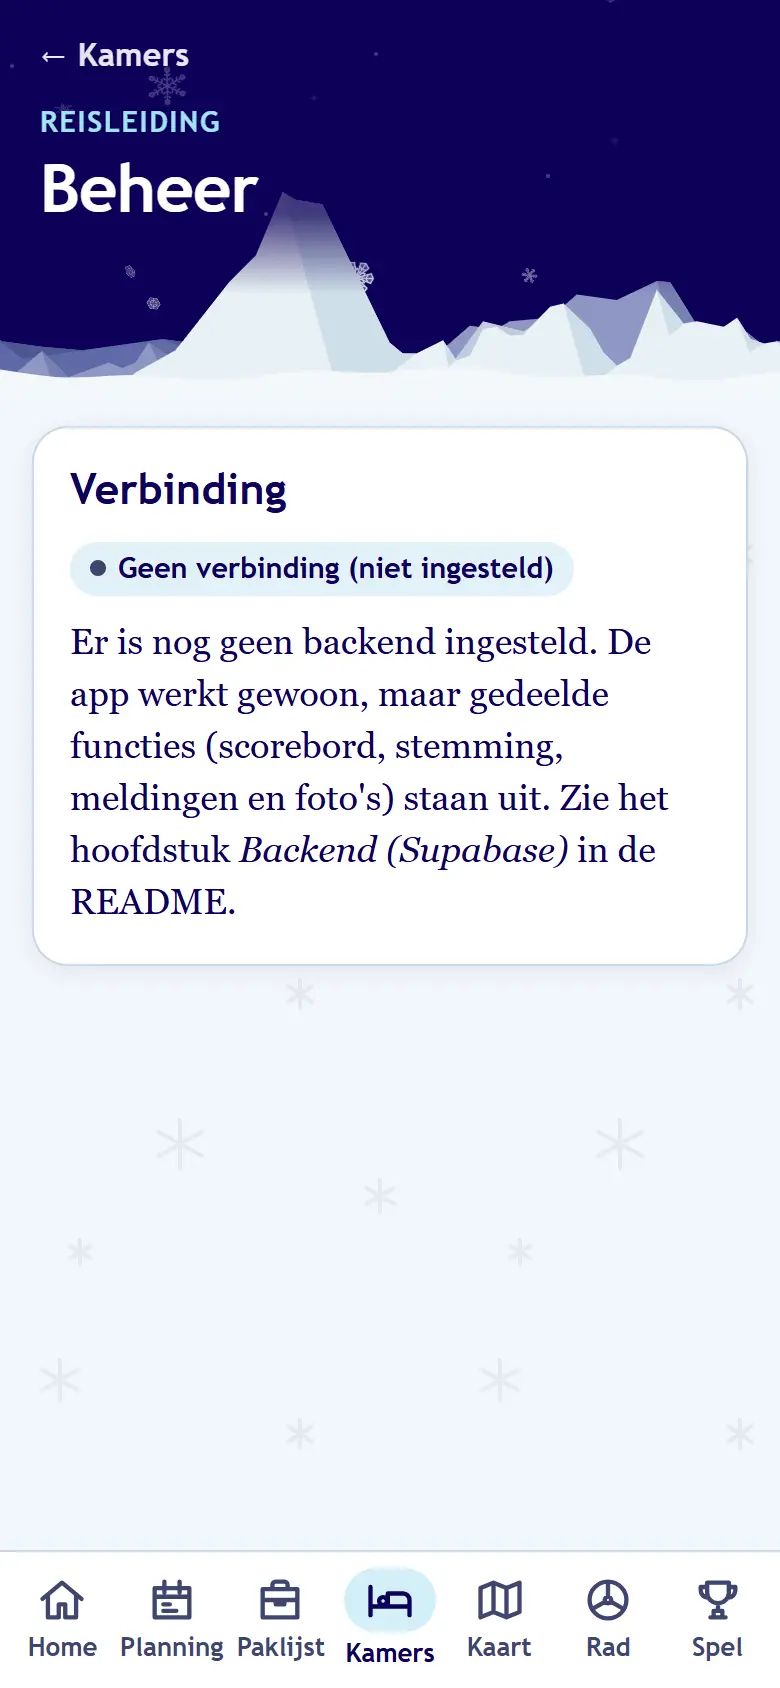 ← Kamers
REISLEIDING
Beheer
Verbinding
Geen verbinding (niet ingesteld)
Er is nog geen backend ingesteld. De
app werkt gewoon, maar gedeelde
functies (scorebord, stemming,
meldingen en foto's) staan uit. Zie het
hoofdstuk Backend (Supabase) in de
README.
Home Planning Paklijst Kamers Kaart Rad Spel